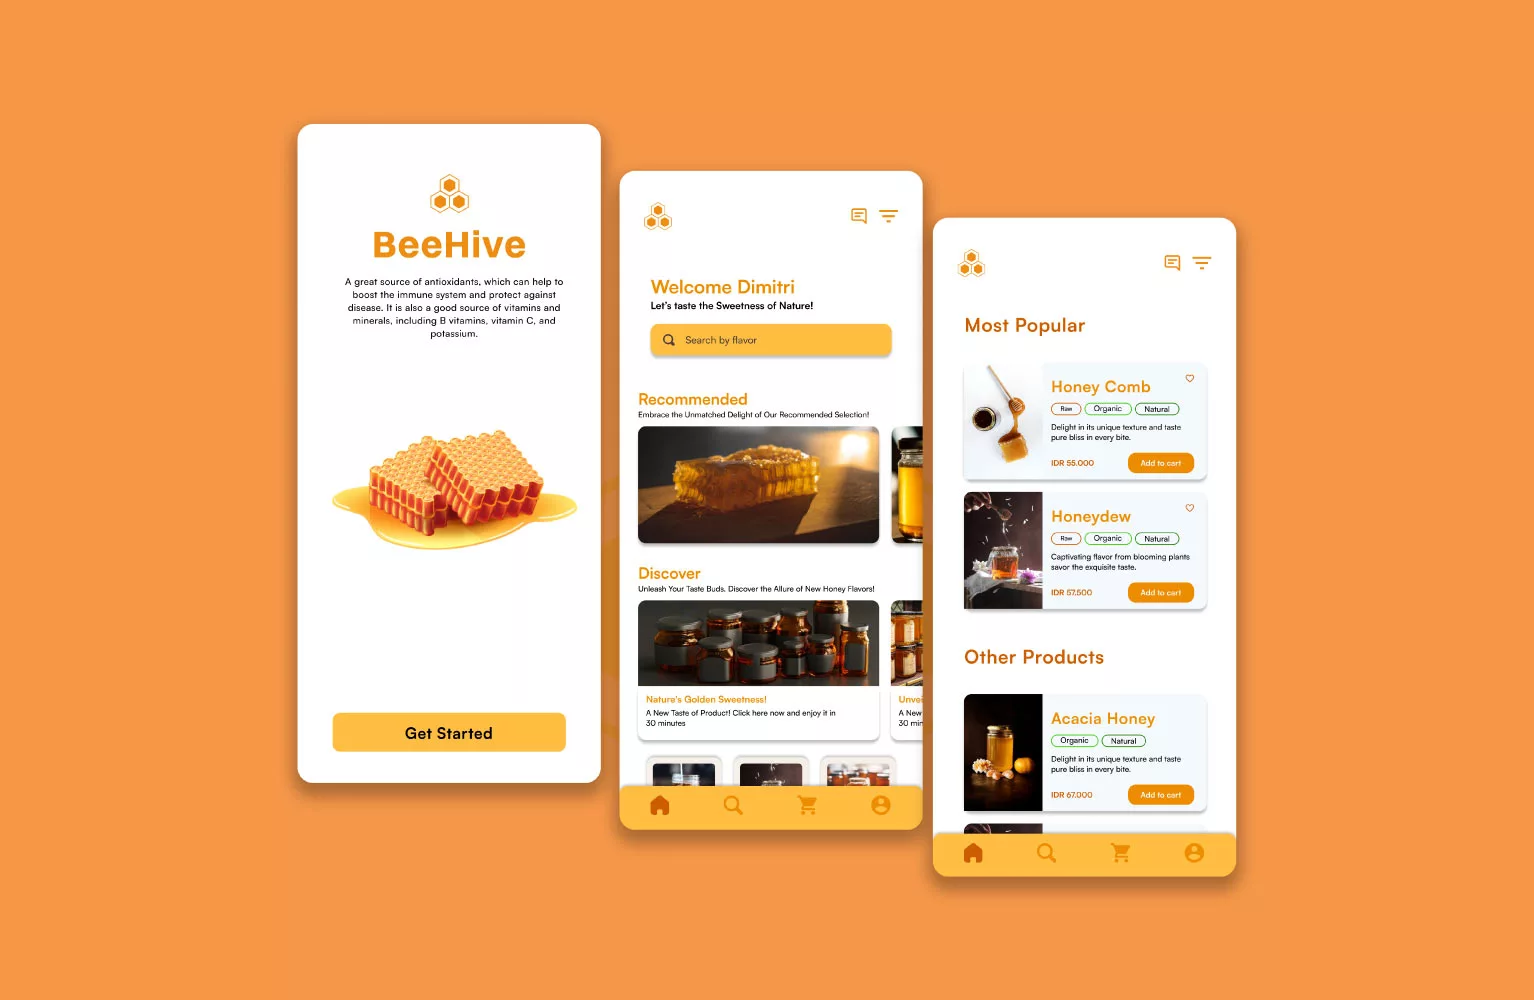 BeeHive
A great source of antioxidants, which can help to
boost the immune system and protect against
disease. It is also a good source of vitamins and
minerals, including B vitamins, vitamin C, and
potassium.
Get Started
Welcome Dimitri
Let's taste the Sweetness of Nature!
Search by flavor
Recommended
Embrace the Unmatched Delight of Our Recommended Selection!
Discover
Unleash Your Taste Buds. Discover the Allure of New Honey Flavors!
Nature's Golden Sweetness!
A New Taste of Product! Click here now and enjoy it in
30 minutes
Unvei
A New
30 min
Most Popular
Honey Comb
Raw Organic Natural
Delight in its unique texture and taste
pure bliss in every bite.
IDR 55.000 Add to cart
Honeydew
Raw Organic Natural
Captivating flavor from blooming plants
savor the exquisite taste.
IDR 57.500 Add to cart
Other Products
Acacia Honey
Organic Natural
Delight in its unique texture and taste
pure bliss in every bite.
IDR 67.000 Add to cart